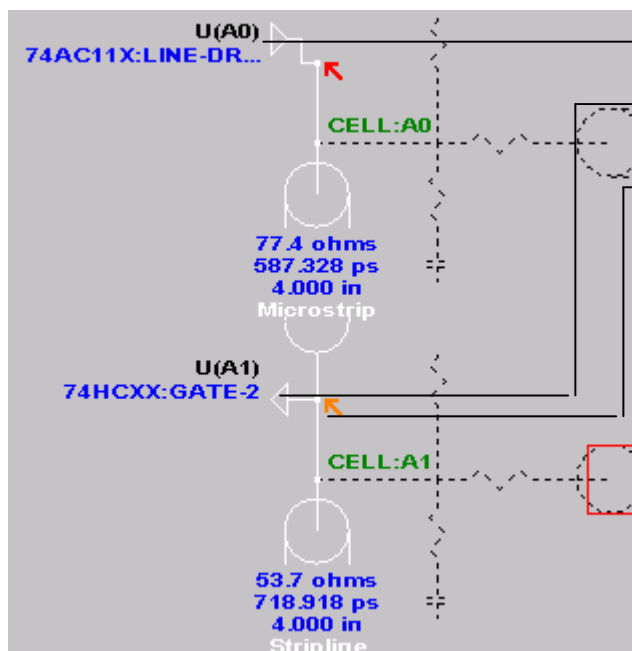 U(A0)
74AC11X:LINE-DR...
CELL:A0
77.4 ohms
587.328 ps
4.000 in
Microstrip
U(A1)
74HCXX:GATE-2
CELL:A1
53.7 ohms
718.918 ps
4.000 in
Stripline